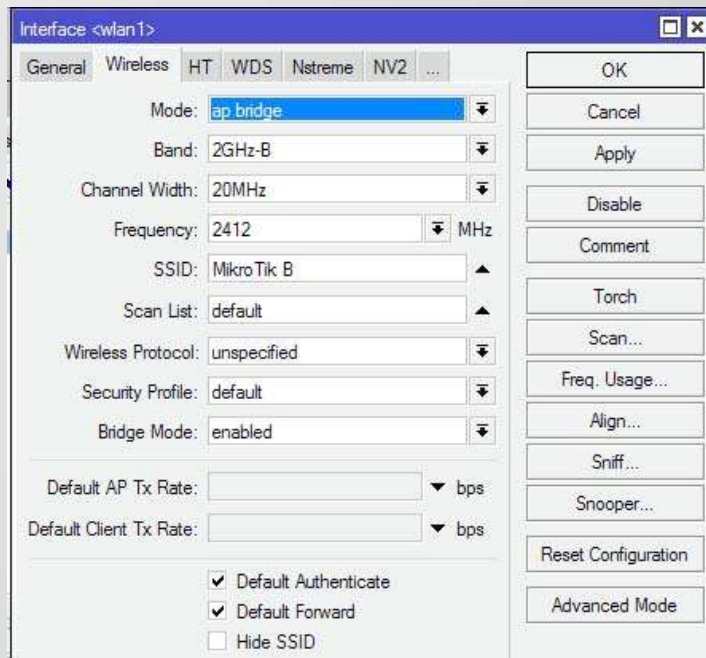 Interface <wlan1>
General Wireless HT WDS Nstreme NV2 ...
Mode: ap bridge
Band: 2GHz-B
Channel Width: 20MHz
Frequency: 2412 MHz
SSID: MikroTik B
Scan List: default
Wireless Protocol: unspecified
Security Profile: default
Bridge Mode: enabled
Default AP Tx Rate: bps
Default Client Tx Rate: bps
Default Authenticate
Default Forward
Hide SSID
OK
Cancel
Apply
Disable
Comment
Torch
Scan...
Freq. Usage...
Align...
Sniff...
Snooper...
Reset Configuration
Advanced Mode